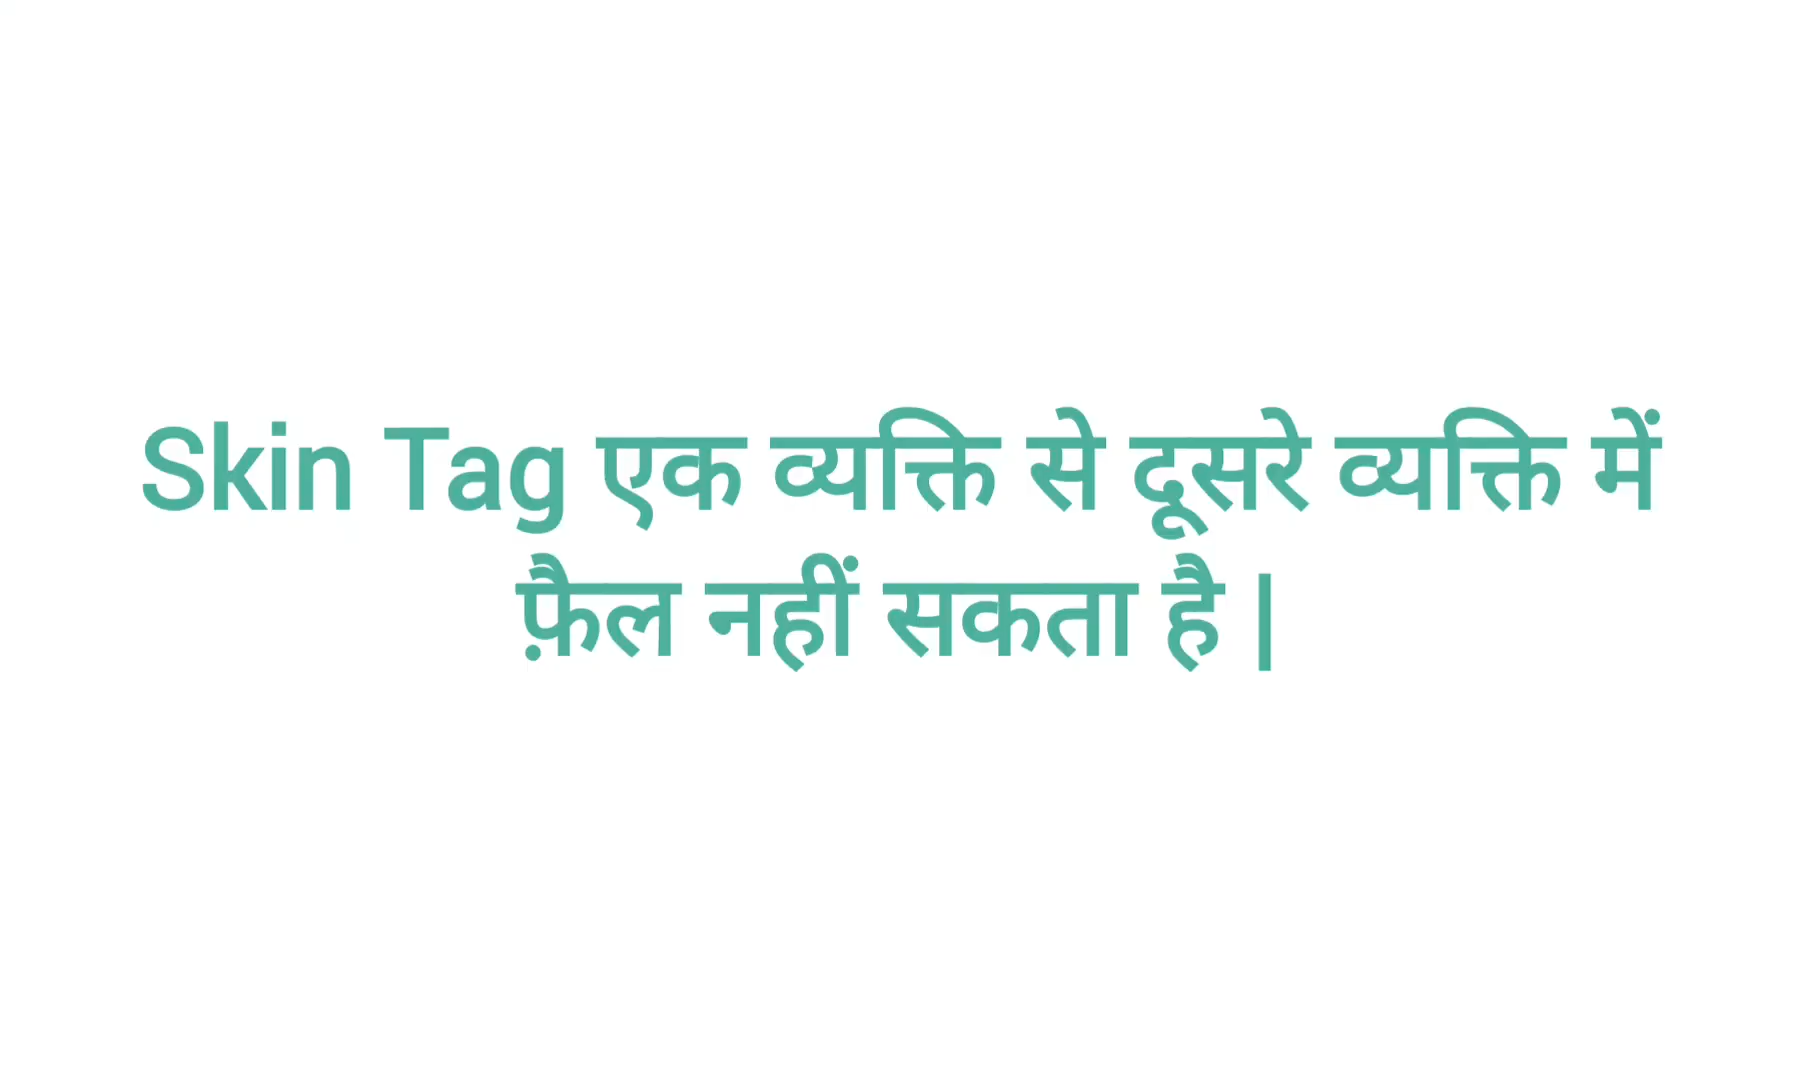 Skin Tag एक व्यक्ति से दूसरे व्यक्ति में
फ़ैल नहीं सकता है |